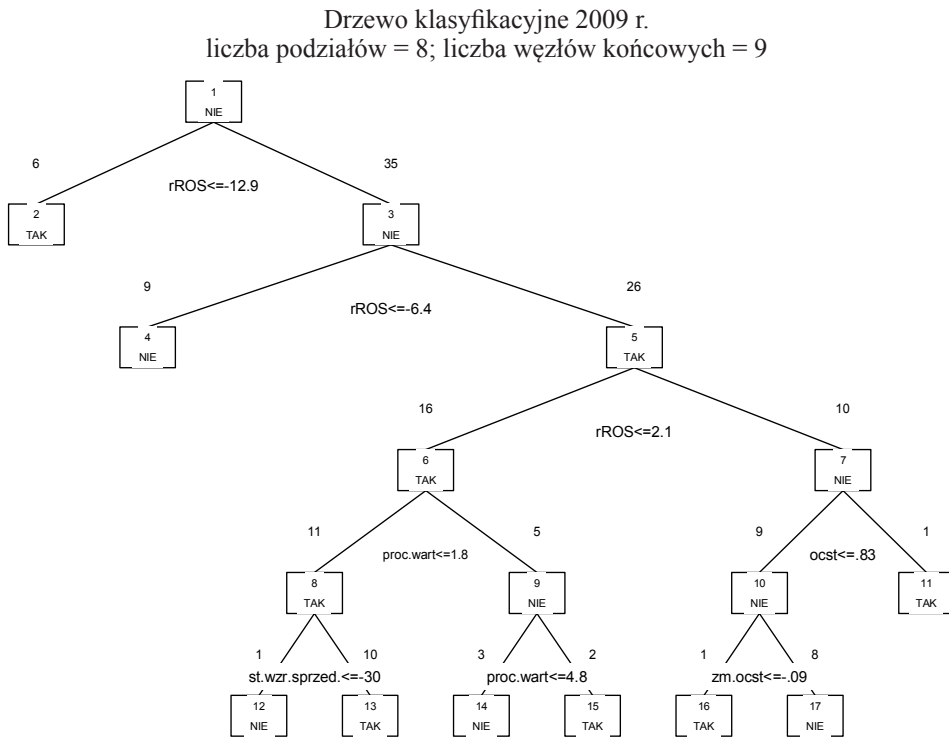 Drzewo klasyfikacyjne 2009 r.
liczba podziałów = 8; liczba węzłów końcowych = 9
1
NIE
6 35
rROS<=-12.9
2 3
TAK NIE
9 26
rROS<=-6.4
4 5
NIE TAK
16 10
rROS<=2.1
6 7
TAK NIE
11 5 9 1
proc.wart<=1.8 ocst<=.83
8 9 10 11
TAK NIE NIE TAK
1 10 3 2 1 8
st.wzr.sprzed.<=-30 proc.wart<=4.8 zm.ocst<=-.09
12 13 14 15 16 17
NIE TAK NIE TAK TAK NIE